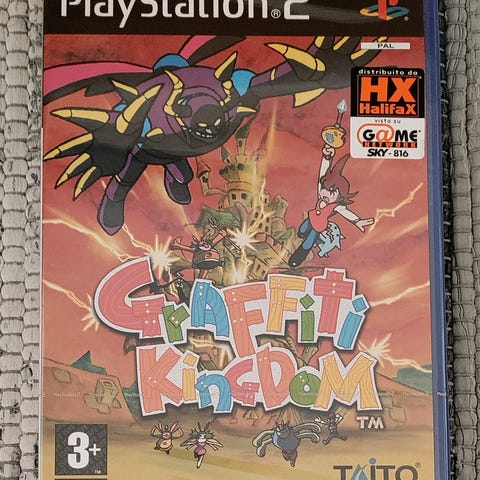 PlayStation®2
PAL
distribuito da
HX
HalifaX
visto su
G@ME
NETWORK
SKY - 816
GRAFFiTi
KiNGDOM
TM
3+
TAITO